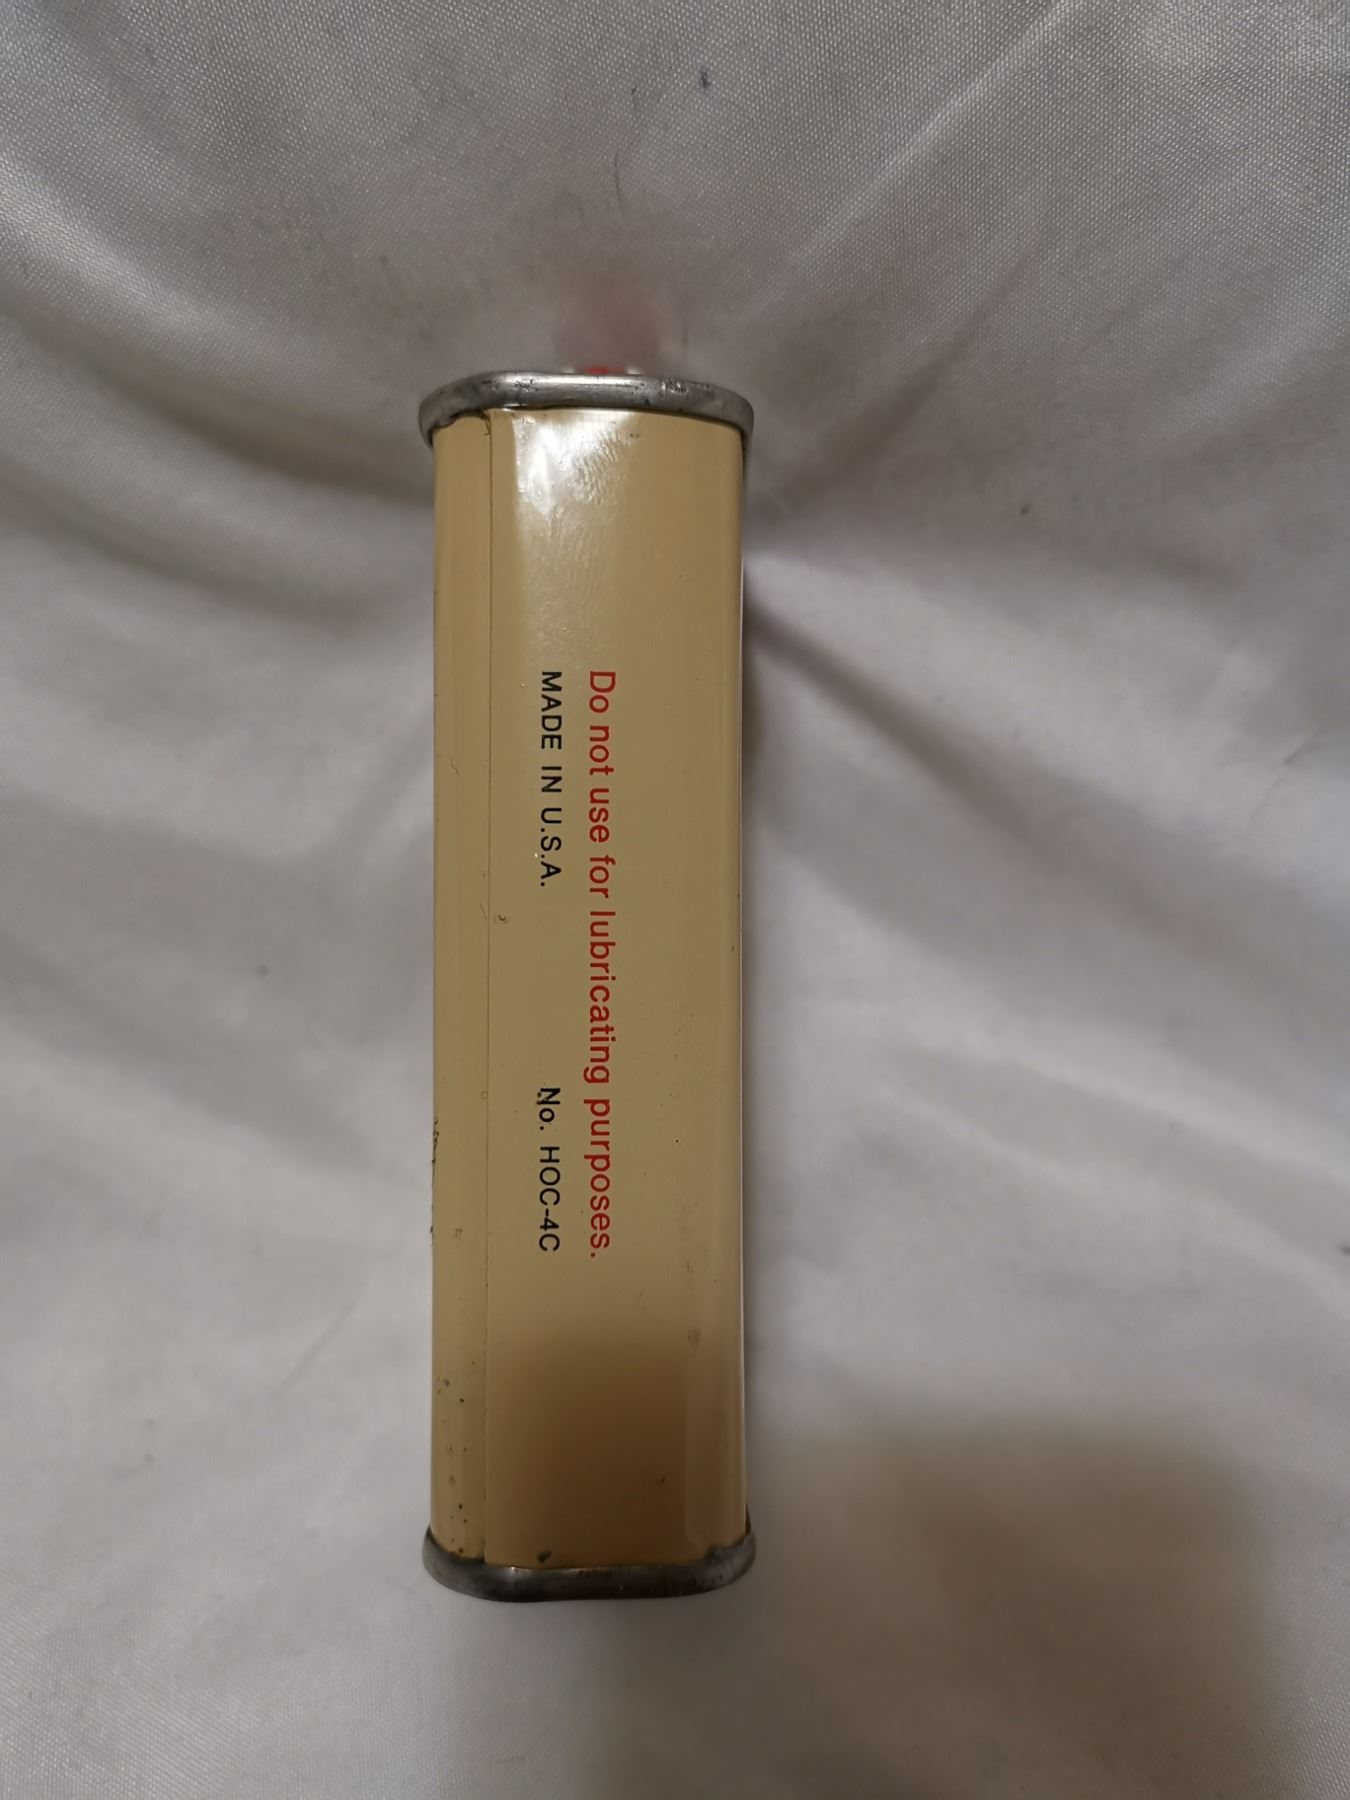 Do not use for lubricating purposes.
MADE IN U.S.A. No. HOC-4C